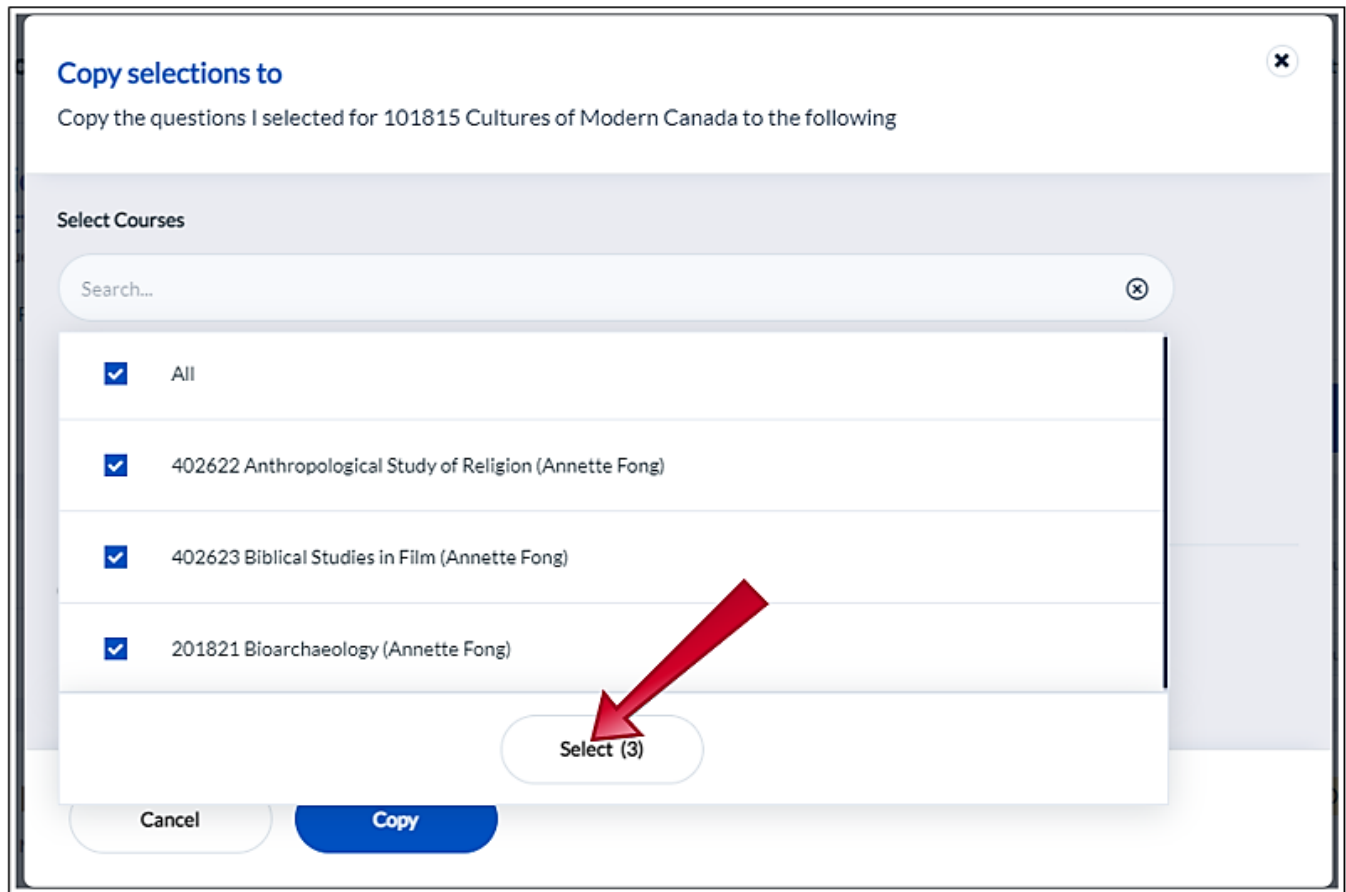 Copy selections to
Copy the questions I selected for 101815 Cultures of Modern Canada to the following
Select Courses
Search...
All
402622 Anthropological Study of Religion (Annette Fong)
402623 Biblical Studies in Film (Annette Fong)
201821 Bioarchaeology (Annette Fong)
Select (3)
Cancel
Copy